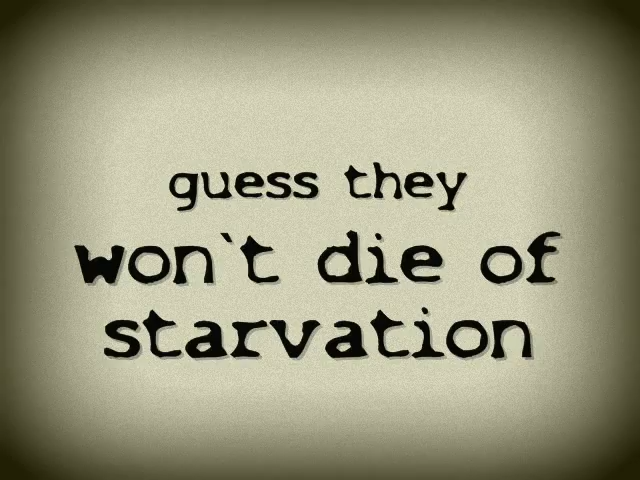 guess they
won`t die of
starvation